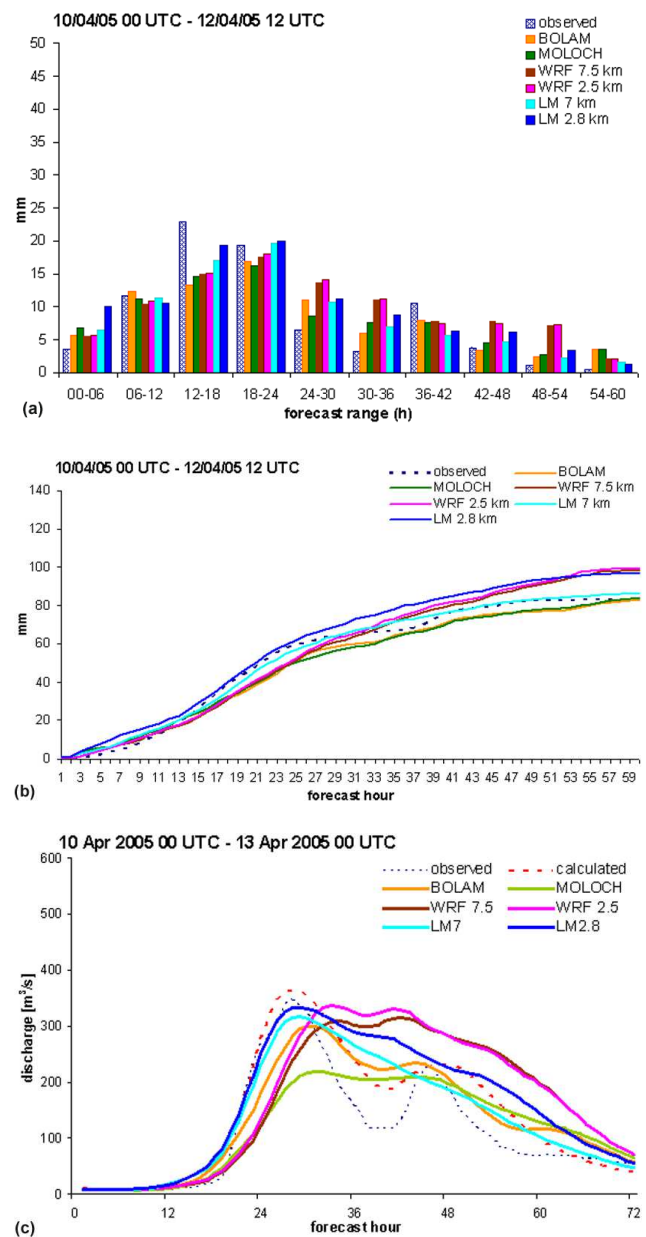 10/04/05 00 UTC - 12/04/05 12 UTC
observed
BOLAM
MOLOCH
WRF 7.5 km
WRF 2.5 km
LM 7 km
LM 2.8 km
50
45
40
35
30
25
20
15
10
5
0
mm
00-06 06-12 12-18 18-24 24-30 30-36 36-42 42-48 48-54 54-60
forecast range (h)
(a)
10/04/05 00 UTC - 12/04/05 12 UTC
observed BOLAM
MOLOCH WRF 7.5 km
WRF 2.5 km LM 7 km
LM 2.8 km
140
120
100
80
60
40
20
0
mm
1 3 5 7 9 11 13 15 17 19 21 23 25 27 29 31 33 35 37 39 41 43 45 47 49 51 53 55 57 59
forecast hour
(b)
10 Apr 2005 00 UTC - 13 Apr 2005 00 UTC
observed calculated
BOLAM MOLOCH
WRF 7.5 WRF 2.5
LM7 LM2.8
600
500
400
300
200
100
0
discharge [m³/s]
0 12 24 36 48 60 72
forecast hour
(c)